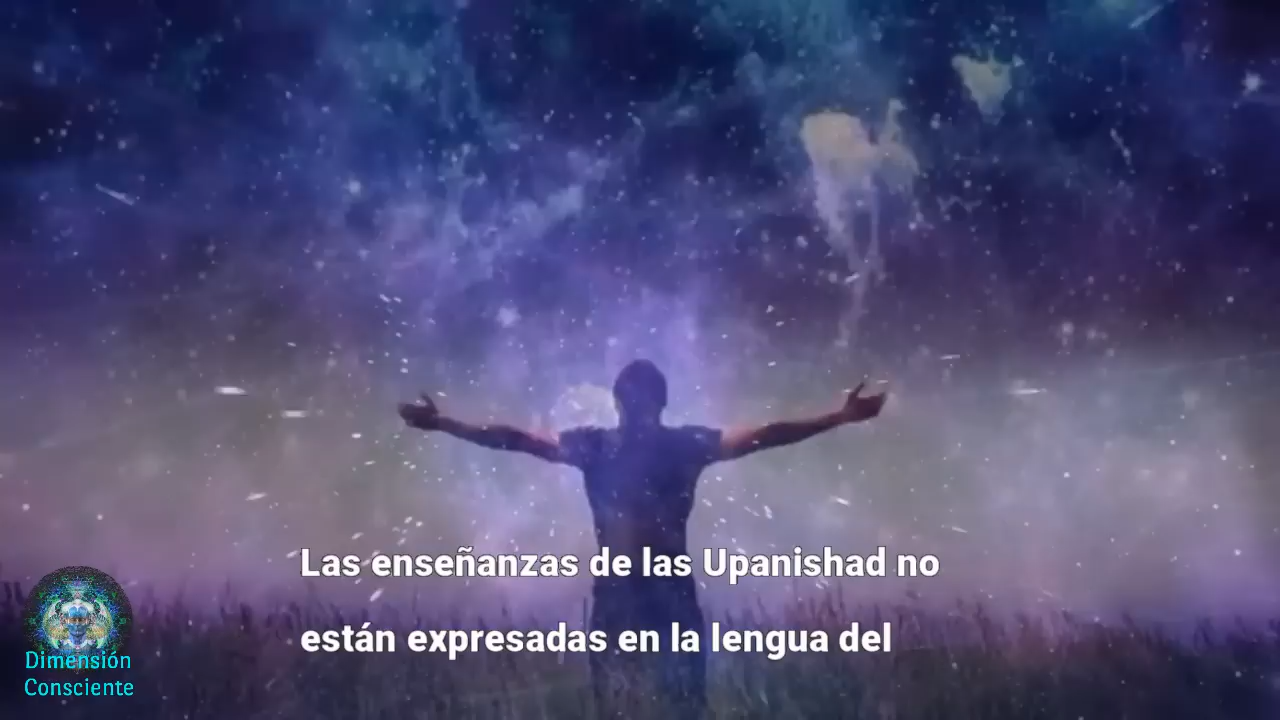 Las enseñanzas de las Upanishad no
están expresadas en la lengua del
Dimensión
Consciente